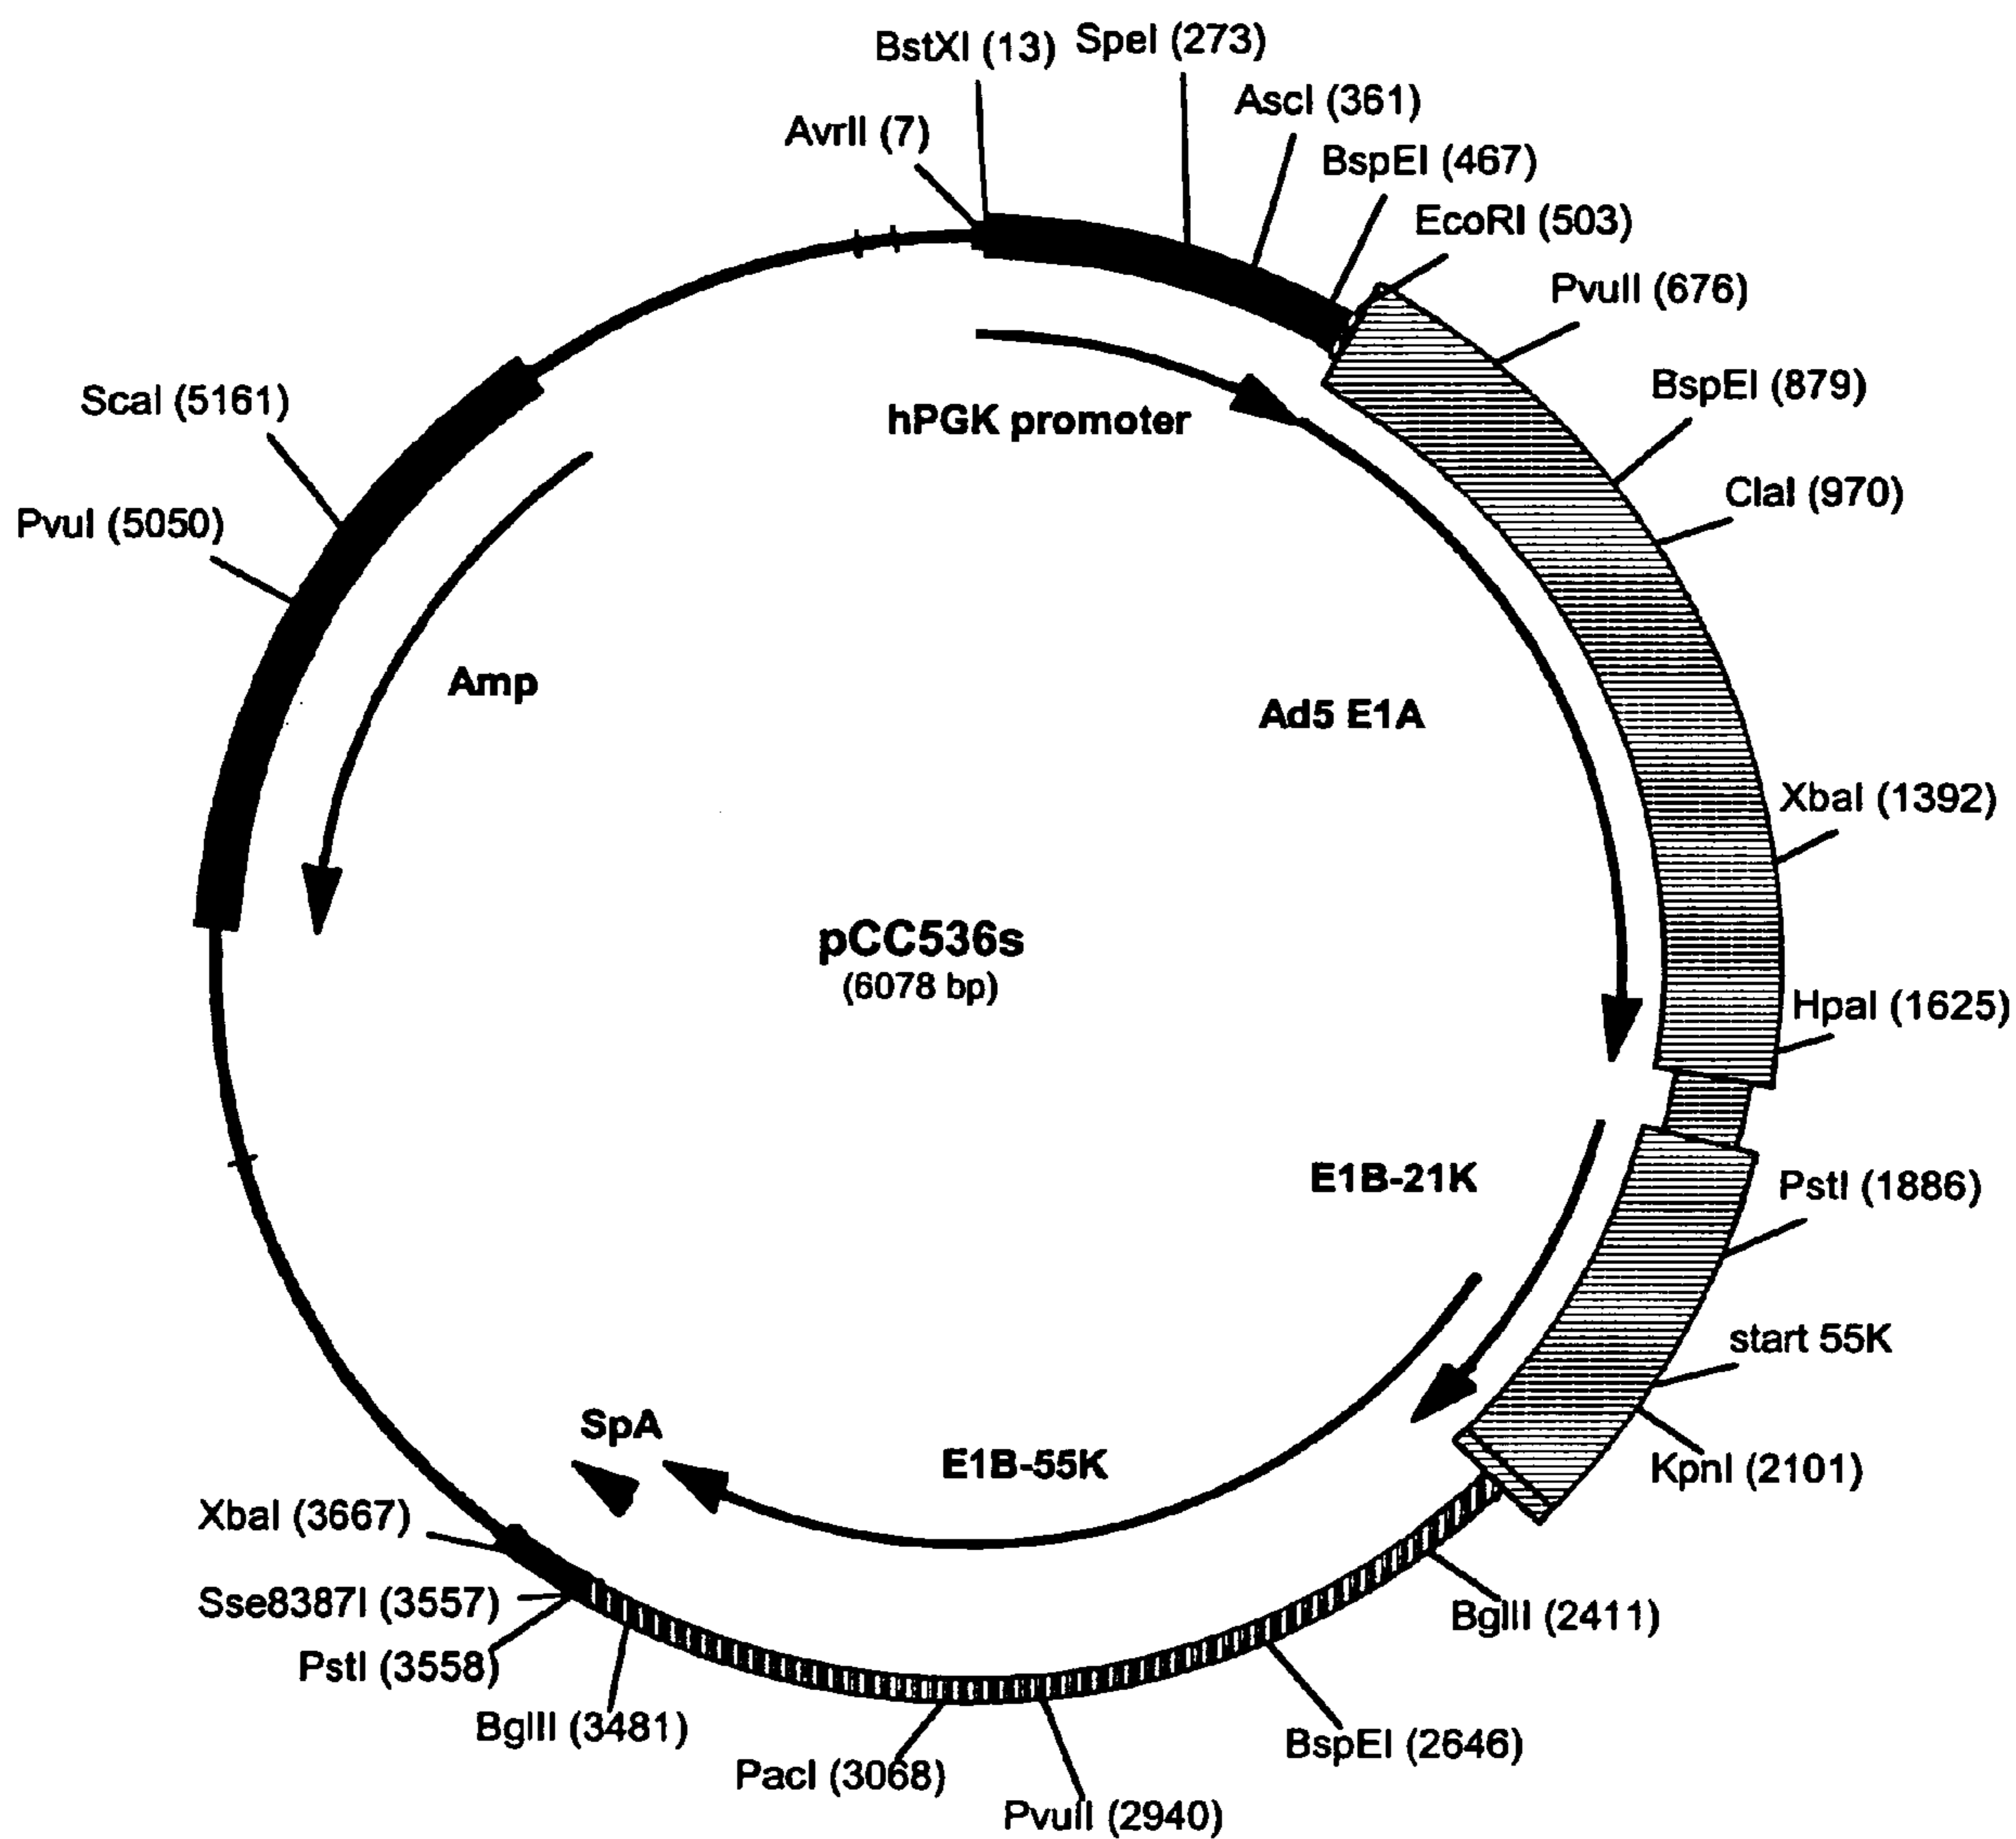 BstXI (13)
SpeI (273)
AscI (361)
AvrII (7)
BspEI (467)
EcoRI (503)
PvuII (676)
BspEI (879)
ScaI (5161)
hPGK promoter
ClaI (970)
PvuI (5050)
Amp
Ad5 E1A
XbaI (1392)
pCC536s
(6078 bp)
HpaI (1625)
E1B-21K
PstI (1886)
start 55K
SpA
E1B-55K
KpnI (2101)
XbaI (3667)
Sse8387I (3557)
BglII (2411)
PstI (3558)
BglII (3481)
BspEI (2646)
PacI (3068)
PvuII (2940)